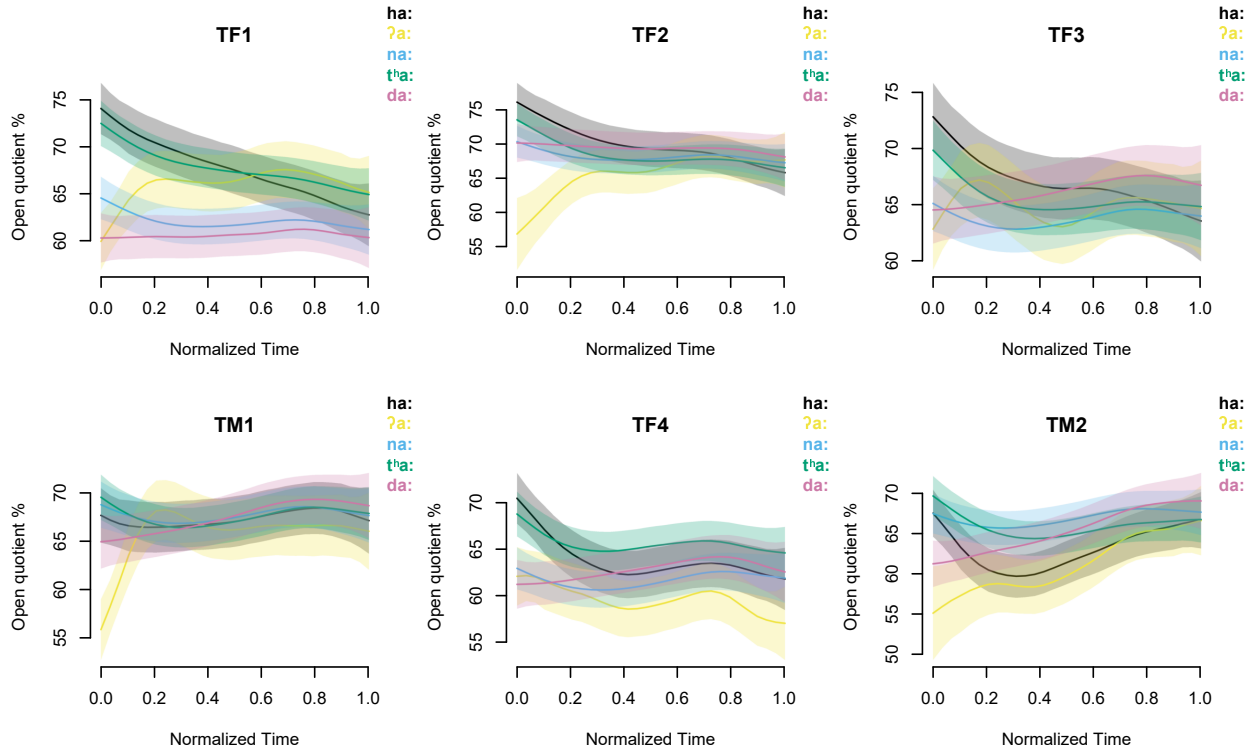 TF1
ha:
ʔa:
na:
tʰa:
da:
Open quotient %
75
70
65
60
0.0 0.2 0.4 0.6 0.8 1.0
Normalized Time
TF2
ha:
ʔa:
na:
tʰa:
da:
Open quotient %
75
70
65
60
55
0.0 0.2 0.4 0.6 0.8 1.0
Normalized Time
TF3
ha:
ʔa:
na:
tʰa:
da:
Open quotient %
75
70
65
60
0.0 0.2 0.4 0.6 0.8 1.0
Normalized Time
TM1
ha:
ʔa:
na:
tʰa:
da:
Open quotient %
70
65
60
55
0.0 0.2 0.4 0.6 0.8 1.0
Normalized Time
TF4
ha:
ʔa:
na:
tʰa:
da:
Open quotient %
70
65
60
55
0.0 0.2 0.4 0.6 0.8 1.0
Normalized Time
TM2
ha:
ʔa:
na:
tʰa:
da:
Open quotient %
70
65
60
55
50
0.0 0.2 0.4 0.6 0.8 1.0
Normalized Time